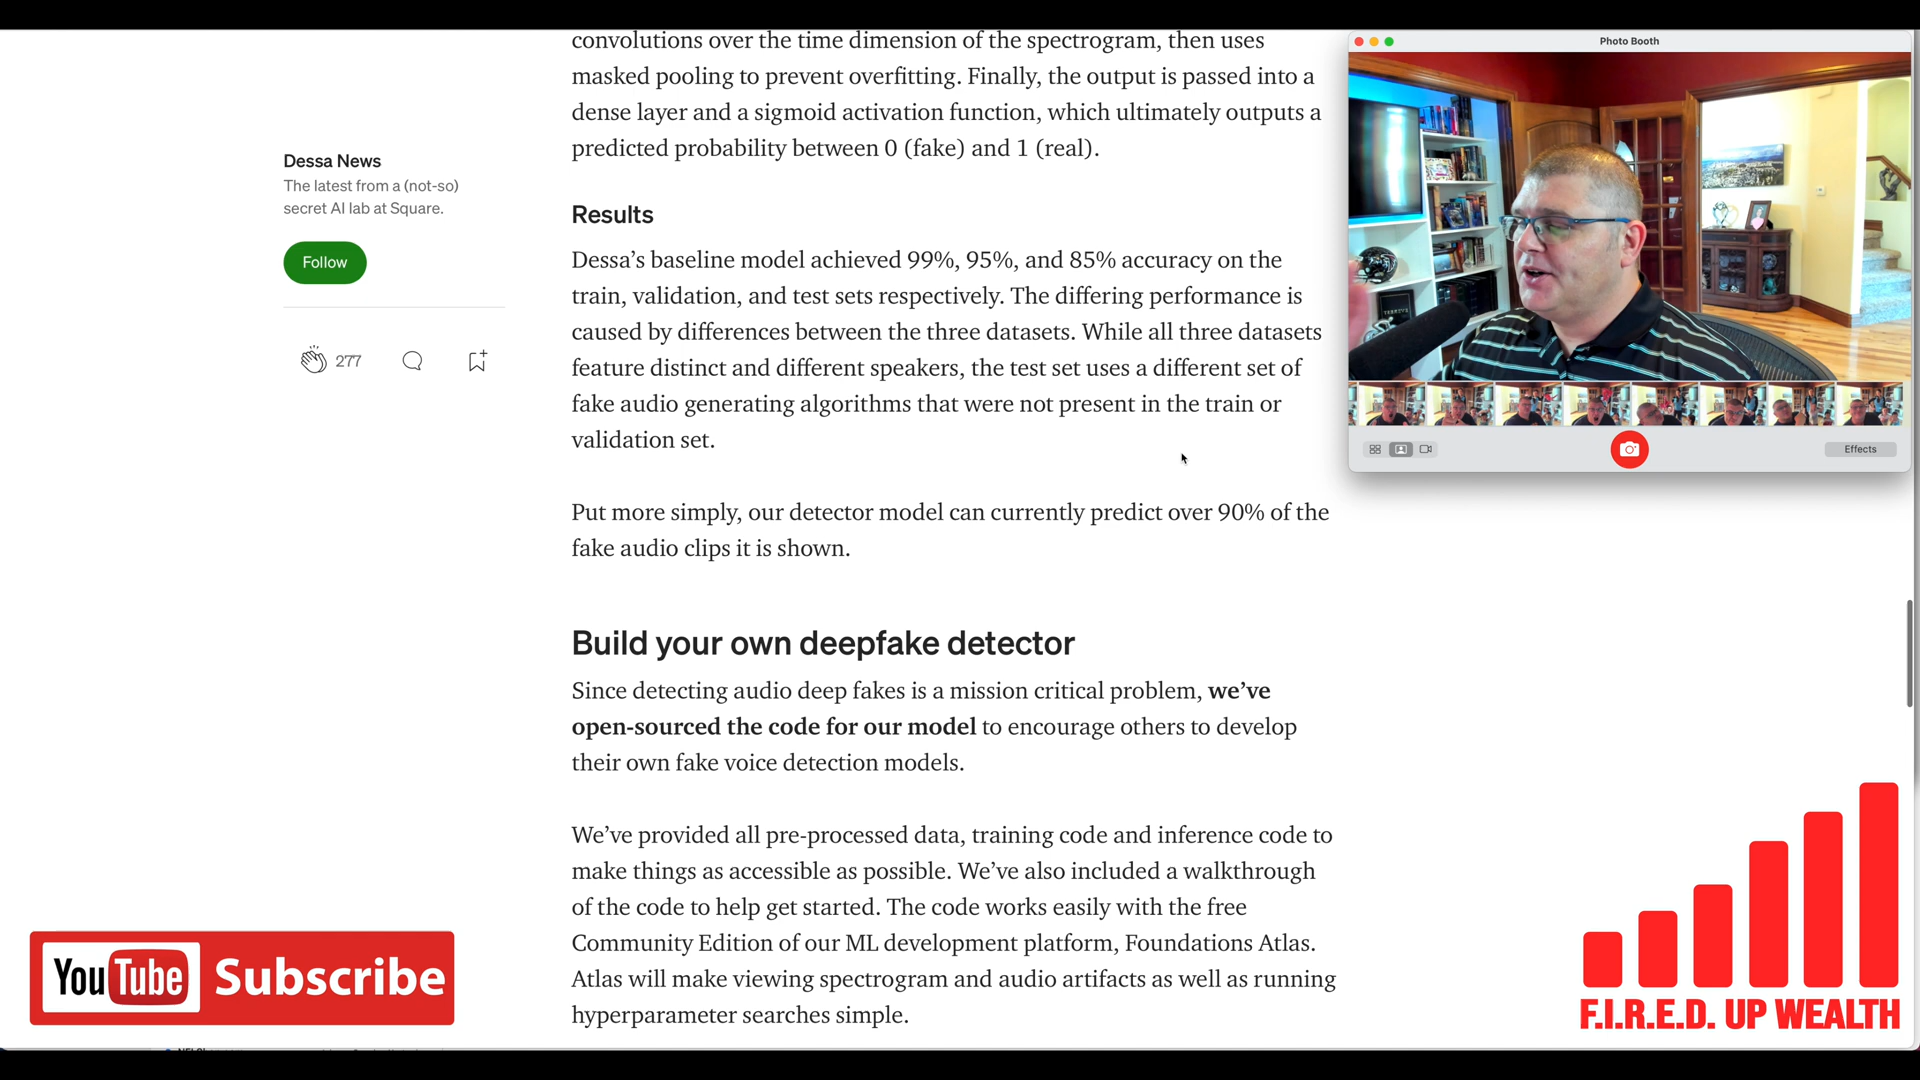 convolutions over the time dimension of the spectrogram, then uses
masked pooling to prevent overfitting. Finally, the output is passed into a
dense layer and a sigmoid activation function, which ultimately outputs a
predicted probability between 0 (fake) and 1 (real).
Dessa News
The latest from a (not-so)
secret AI lab at Square.
Follow
277
Results
Dessa’s baseline model achieved 99%, 95%, and 85% accuracy on the
train, validation, and test sets respectively. The differing performance is
caused by differences between the three datasets. While all three datasets
feature distinct and different speakers, the test set uses a different set of
fake audio generating algorithms that were not present in the train or
validation set.
Put more simply, our detector model can currently predict over 90% of the
fake audio clips it is shown.
Build your own deepfake detector
Since detecting audio deep fakes is a mission critical problem, we’ve
open-sourced the code for our model to encourage others to develop
their own fake voice detection models.
We’ve provided all pre-processed data, training code and inference code to
make things as accessible as possible. We’ve also included a walkthrough
of the code to help get started. The code works easily with the free
Community Edition of our ML development platform, Foundations Atlas.
Atlas will make viewing spectrogram and audio artifacts as well as running
hyperparameter searches simple.
Photo Booth
Effects
YouTube Subscribe
F.I.R.E.D. UP WEALTH